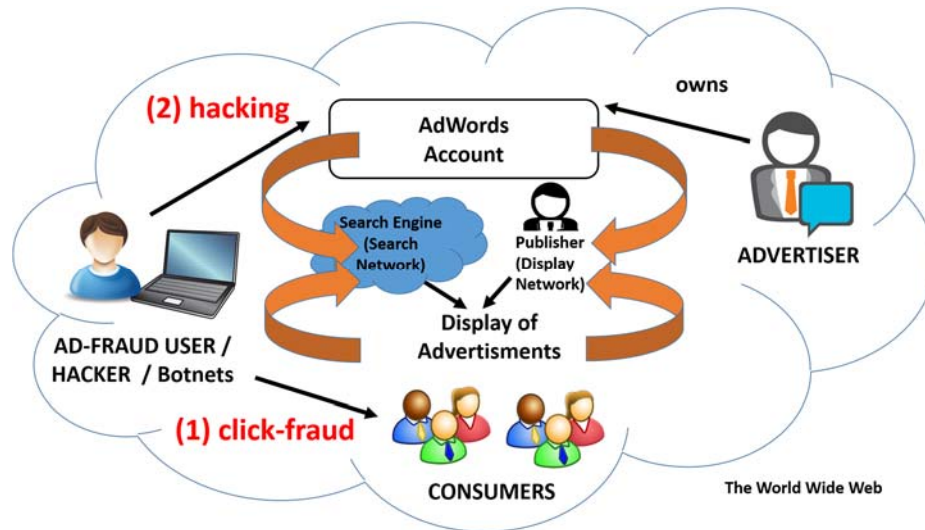 (2) hacking
owns
AdWords
Account
Search Engine
(Search
Network)
Publisher
(Display
Network)
ADVERTISER
Display of
Advertisments
AD-FRAUD USER /
HACKER / Botnets
(1) click-fraud
CONSUMERS
The World Wide Web